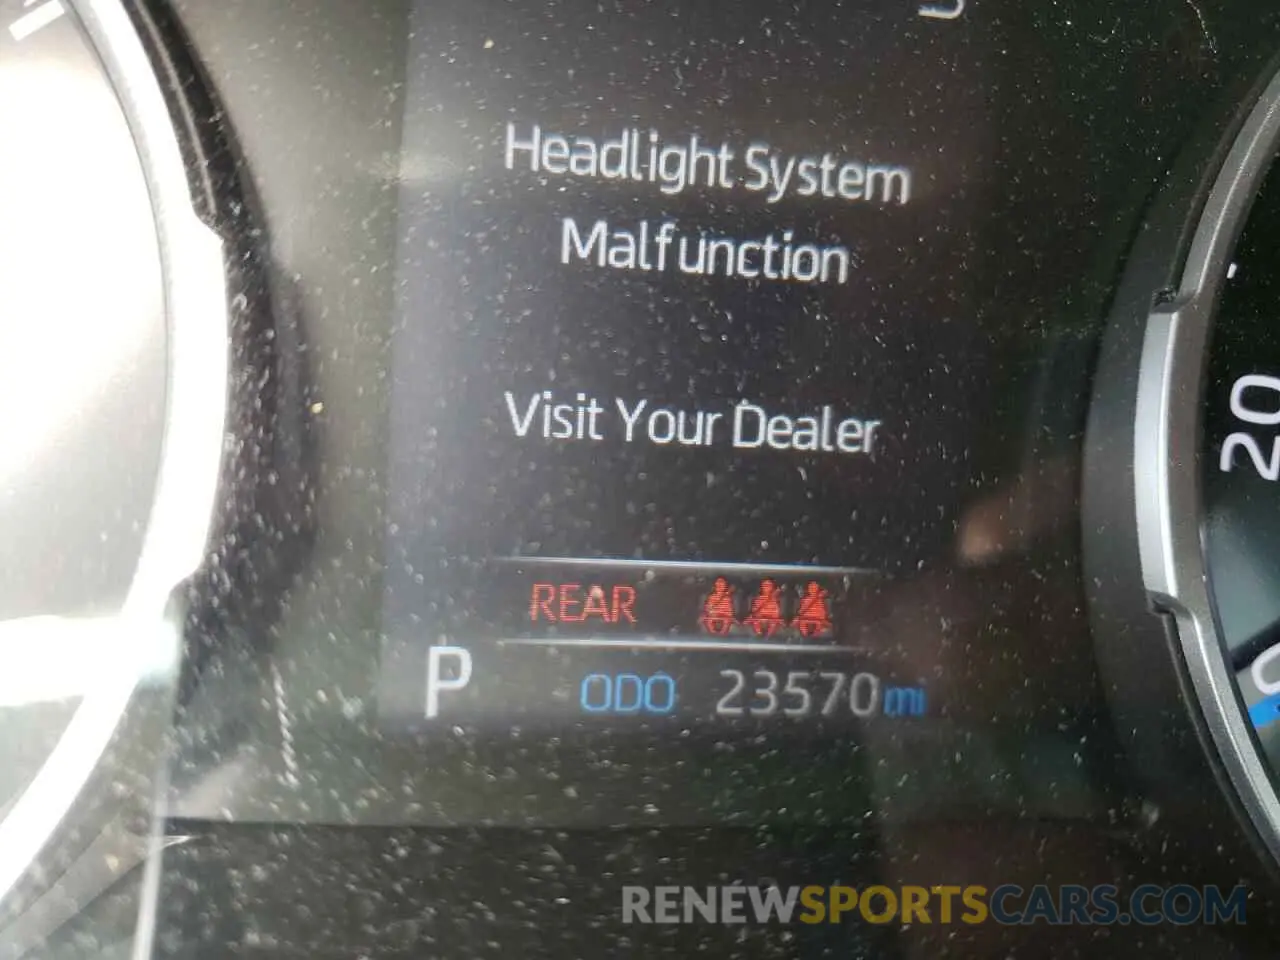 Headlight System
Malfunction
Visit Your Dealer
REAR
P ODO 23570 mi
20
RENEWSPORTSCARS.COM